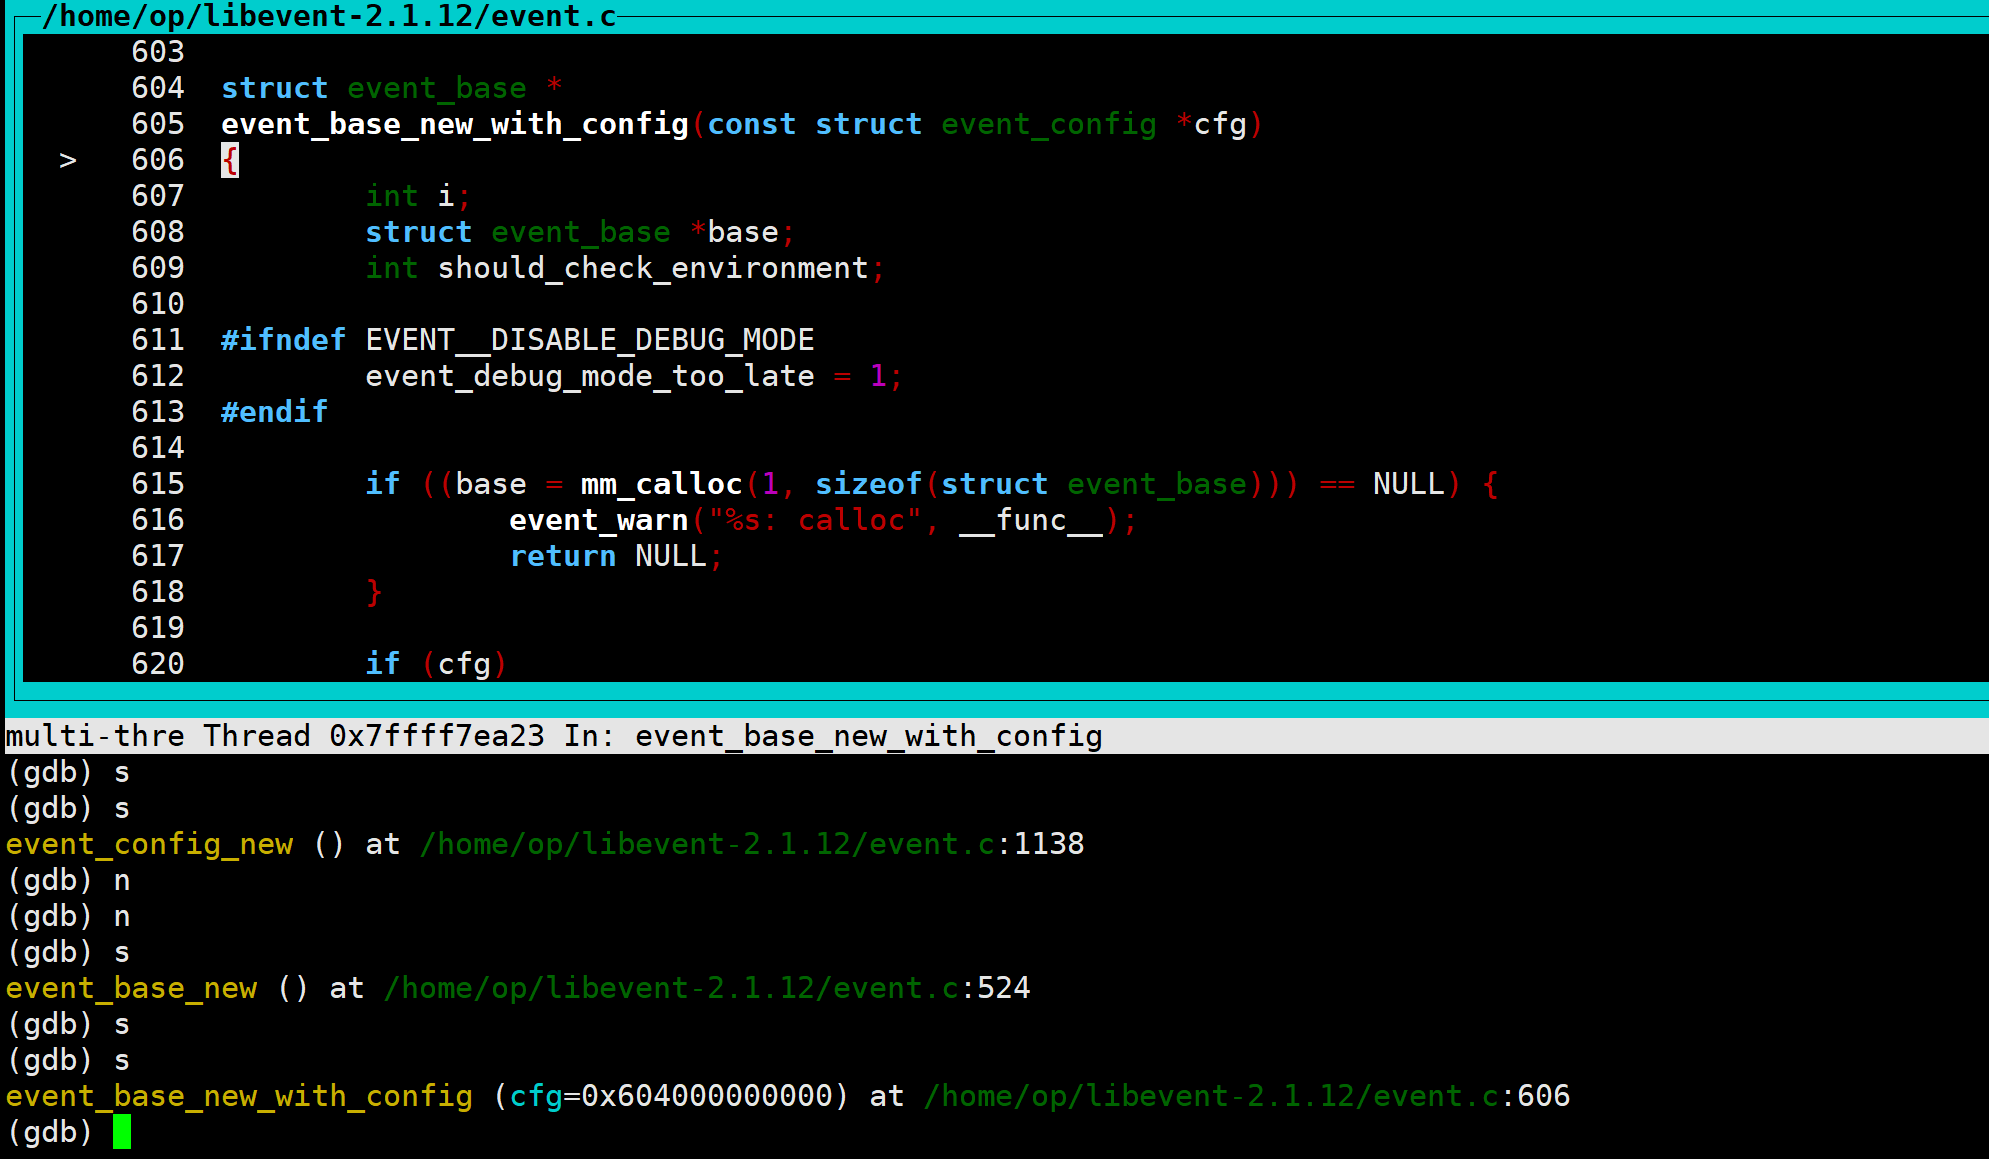 /home/op/libevent-2.1.12/event.c
603
604 struct event_base *
605 event_base_new_with_config(const struct event_config *cfg)
> 606 {
607         int i;
608         struct event_base *base;
609         int should_check_environment;
610
611 #ifndef EVENT__DISABLE_DEBUG_MODE
612         event_debug_mode_too_late = 1;
613 #endif
614
615         if ((base = mm_calloc(1, sizeof(struct event_base))) == NULL) {
616                 event_warn("%s: calloc", __func__);
617                 return NULL;
618         }
619
620         if (cfg)
multi-thre Thread 0x7ffff7ea23 In: event_base_new_with_config
(gdb) s
(gdb) s
event_config_new () at /home/op/libevent-2.1.12/event.c:1138
(gdb) n
(gdb) n
(gdb) s
event_base_new () at /home/op/libevent-2.1.12/event.c:524
(gdb) s
(gdb) s
event_base_new_with_config (cfg=0x604000000000) at /home/op/libevent-2.1.12/event.c:606
(gdb)